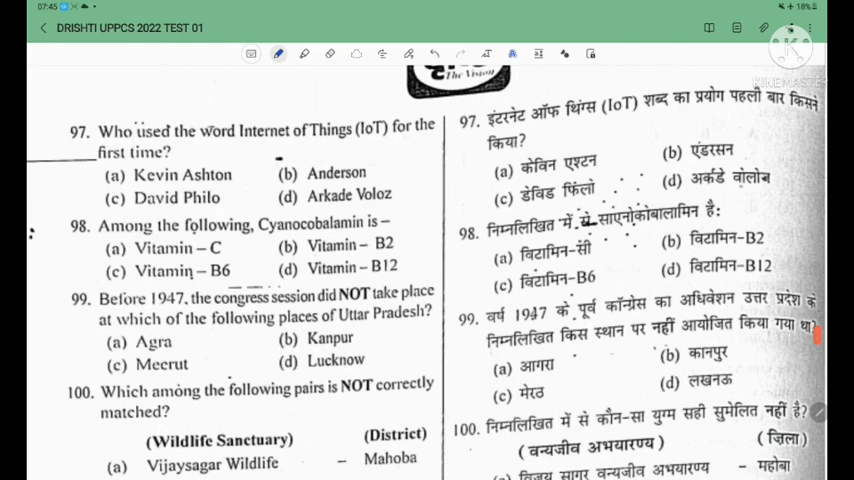 07:45
18%
DRISHTI UPPCS 2022 TEST 01
K
KINEMASTER
The Vision
97. Who used the word Internet of Things (IoT) for the
first time?
(a) Kevin Ashton (b) Anderson
(c) David Philo (d) Arkade Voloz
98. Among the following, Cyanocobalamin is –
(a) Vitamin – C (b) Vitamin – B2
(c) Vitamin – B6 (d) Vitamin – B12
99. Before 1947, the congress session did NOT take place
at which of the following places of Uttar Pradesh?
(a) Agra (b) Kanpur
(c) Meerut (d) Lucknow
100. Which among the following pairs is NOT correctly
matched?
(Wildlife Sanctuary) (District)
(a) Vijaysagar Wildlife – Mahoba
97. इंटरनेट ऑफ थिंग्स (IoT) शब्द का प्रयोग पहली बार किसने
किया?
(a) केविन एश्टन (b) एंडरसन
(c) डेविड फिलो (d) अर्कडे वोलोज
98. निम्नलिखित में से साएनोकोबालामिन है:
(a) विटामिन-सी (b) विटामिन-B2
(c) विटामिन-B6 (d) विटामिन-B12
99. वर्ष 1947 के पूर्व कॉन्ग्रेस का अधिवेशन उत्तर प्रदेश के
निम्नलिखित किस स्थान पर नहीं आयोजित किया गया था?
(a) आगरा (b) कानपुर
(c) मेरठ (d) लखनऊ
100. निम्नलिखित में से कौन-सा युग्म सही सुमेलित नहीं है?
(वन्यजीव अभयारण्य) (ज़िला)
(a) विजय सागर वन्यजीव अभयारण्य – महोबा